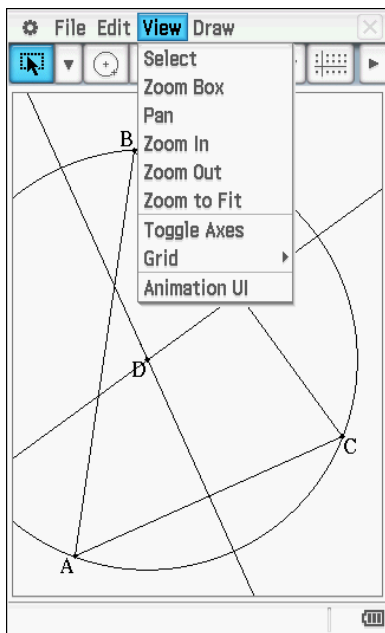 File Edit View Draw
Select
Zoom Box
Pan
Zoom In
Zoom Out
Zoom to Fit
Toggle Axes
Grid
Animation UI
B
D
C
A